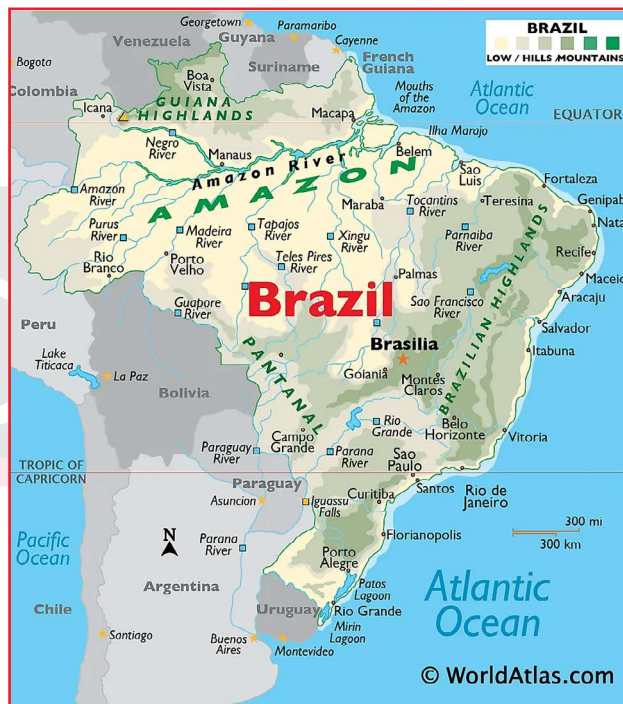 Georgetown
Paramaribo
BRAZIL
LOW / HILLS / MOUNTAINS
Venezuela
Guyana
Cayenne
Bogota
Suriname
French
Guiana
Colombia
Boa
Vista
Mouths
of the
Amazon
Atlantic
Ocean
Icana
GUIANA
HIGHLANDS
Macapa
EQUATOR
Negro
River
Manaus
Amazon River
Belem
Ilha Marajo
Sao
Luis
Fortaleza
AMAZON
Amazon
River
Maraba
Tocantins
River
Teresina
Genipab
Nata
Purus
River
Madeira
River
Tapajos
River
Xingu
River
Parnaiba
River
Recife
Rio
Branco
Porto
Velho
Teles Pires
River
Palmas
Maceio
Guapore
River
Brazil
Sao Francisco
River
BRAZILIAN HIGHLANDS
Aracaju
Peru
Brasilia
Salvador
Lake
Titicaca
La Paz
PANTANAL
Goiania
Montes
Claros
Itabuna
Bolivia
Campo
Grande
Rio
Grande
Belo
Horizonte
Vitoria
Paraguay
River
Parana
River
Sao
Paulo
TROPIC OF
CAPRICORN
Paraguay
Santos
Rio de
Janeiro
Asuncion
Iguassu
Falls
Curitiba
N
300 mi
300 km
Pacific
Ocean
Parana
River
Florianopolis
Porto
Alegre
Argentina
Patos
Lagoon
Atlantic
Ocean
Chile
Uruguay
Rio Grande
Mirin
Lagoon
Santiago
Buenos
Aires
Montevideo
© WorldAtlas.com